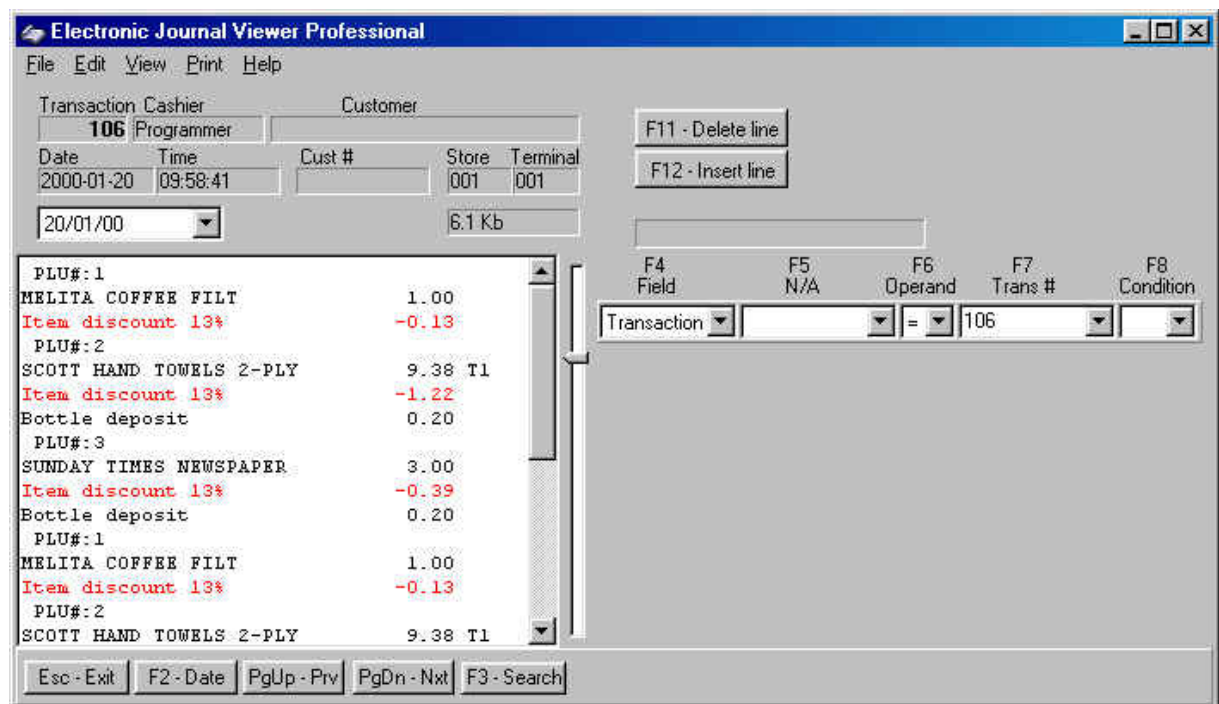 Electronic Journal Viewer Professional
File Edit View Print Help
Transaction Cashier Customer
106 Programmer
Date Time Cust # Store Terminal
2000-01-20 09:58:41 001 001
20/01/00 6.1 Kb
F11 - Delete line
F12 - Insert line
F4 F5 F6 F7 F8
Field N/A Operand Trans # Condition
Transaction = 106
PLU#:1
MELITA COFFEE FILT 1.00
Item discount 13% -0.13
PLU#:2
SCOTT HAND TOWELS 2-PLY 9.38 T1
Item discount 13% -1.22
Bottle deposit 0.20
PLU#:3
SUNDAY TIMES NEWSPAPER 3.00
Item discount 13% -0.39
Bottle deposit 0.20
PLU#:1
MELITA COFFEE FILT 1.00
Item discount 13% -0.13
PLU#:2
SCOTT HAND TOWELS 2-PLY 9.38 T1
Esc - Exit F2 - Date PgUp - Prv PgDn - Nxt F3 - Search